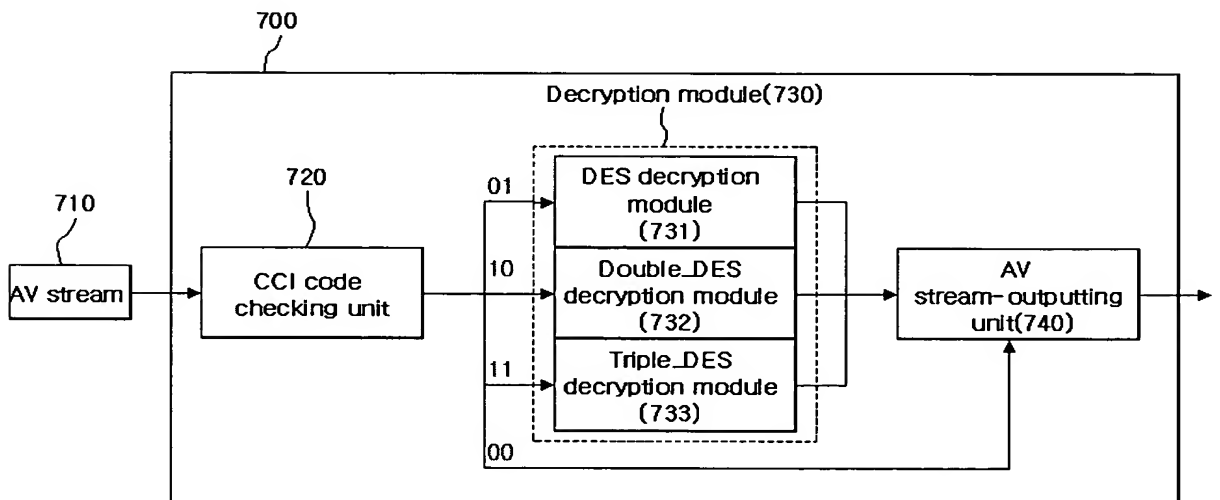 700
Decryption module(730)
720
710
01
DES decryption
module
(731)
AV stream
CCI code
checking unit
10
Double_DES
decryption module
(732)
AV
stream-outputting
unit(740)
11
Triple_DES
decryption module
(733)
00